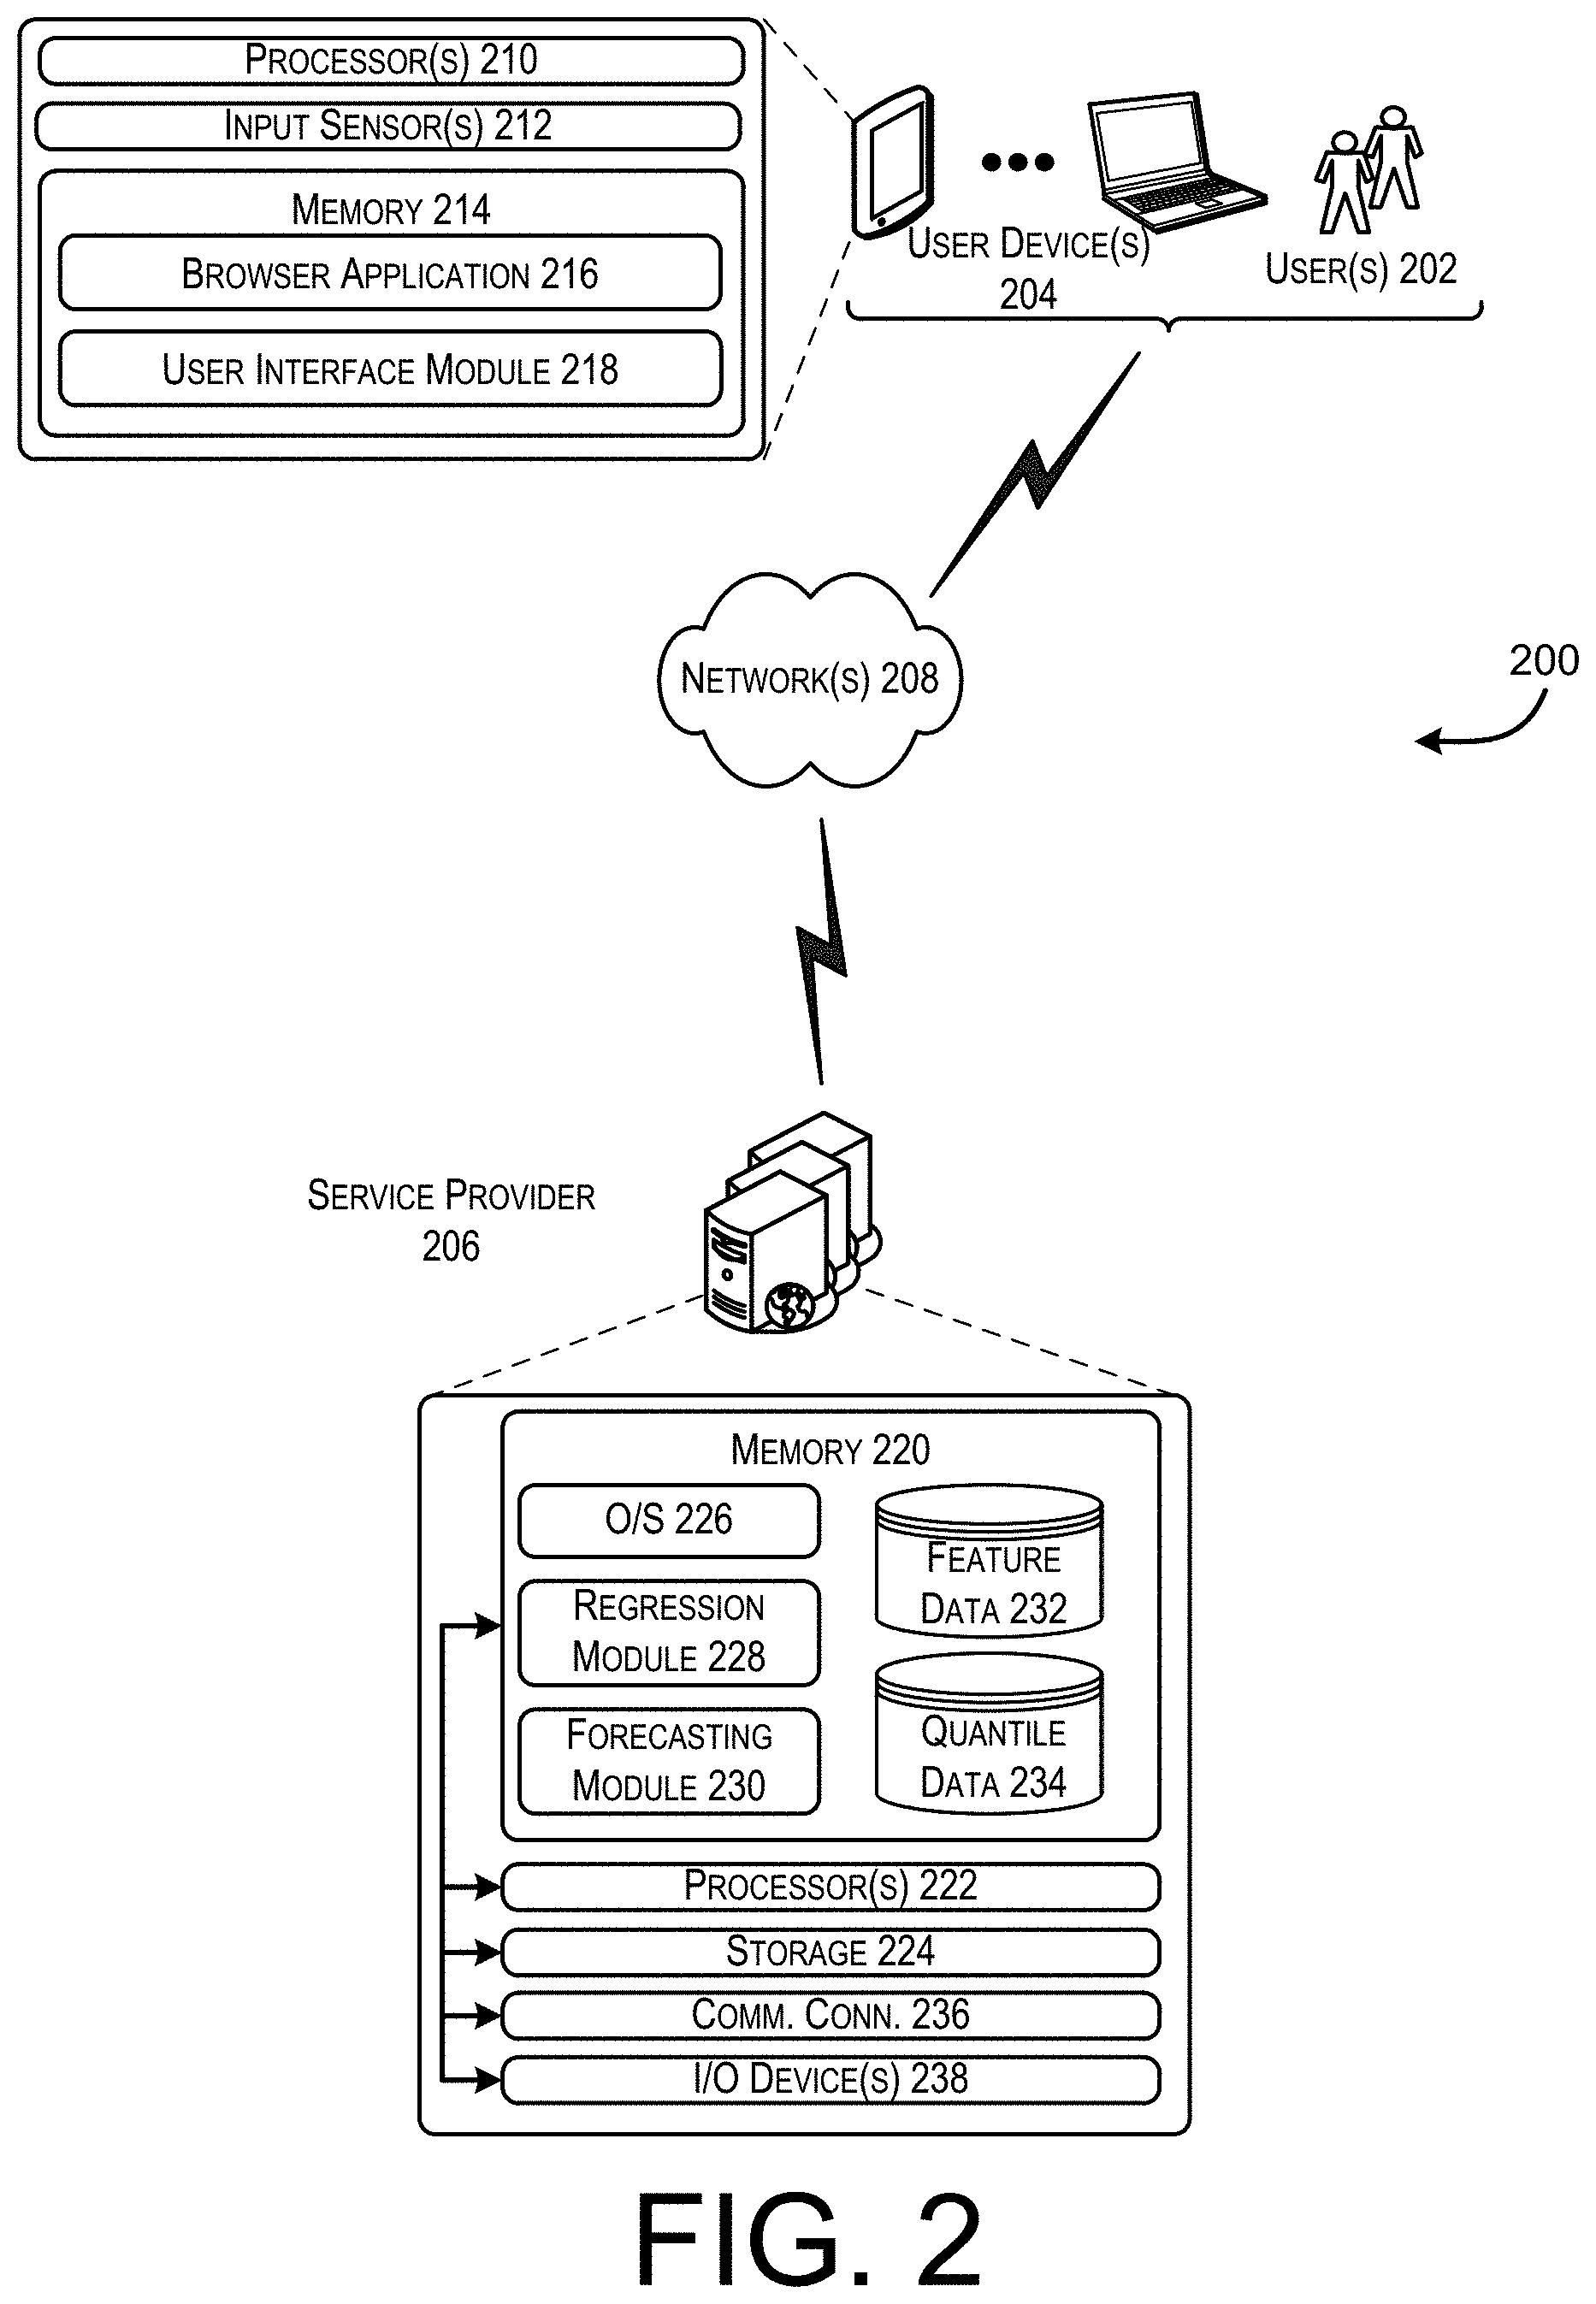 PROCESSOR(S) 210
INPUT SENSOR(S) 212
MEMORY 214
BROWSER APPLICATION 216
USER INTERFACE MODULE 218
USER DEVICE(S)
204
USER(S) 202
NETWORK(S) 208
200
SERVICE PROVIDER
206
MEMORY 220
O/S 226
REGRESSION
MODULE 228
FORECASTING
MODULE 230
FEATURE
DATA 232
QUANTILE
DATA 234
PROCESSOR(S) 222
STORAGE 224
COMM. CONN. 236
I/O DEVICE(S) 238
FIG. 2